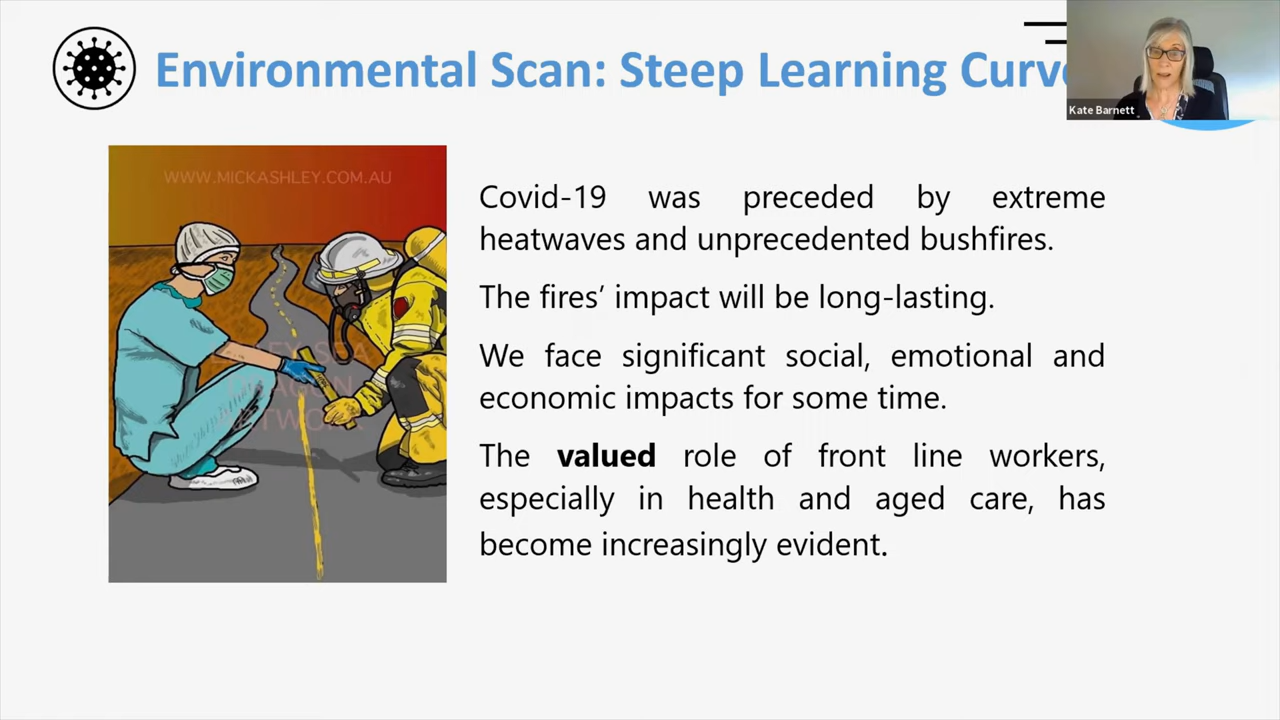 Environmental Scan: Steep Learning Curve
Kate Barnett
WWW.MICKASHLEY.COM.AU
Covid-19 was preceded by extreme
heatwaves and unprecedented bushfires.
The fires’ impact will be long-lasting.
We face significant social, emotional and
economic impacts for some time.
The valued role of front line workers,
especially in health and aged care, has
become increasingly evident.